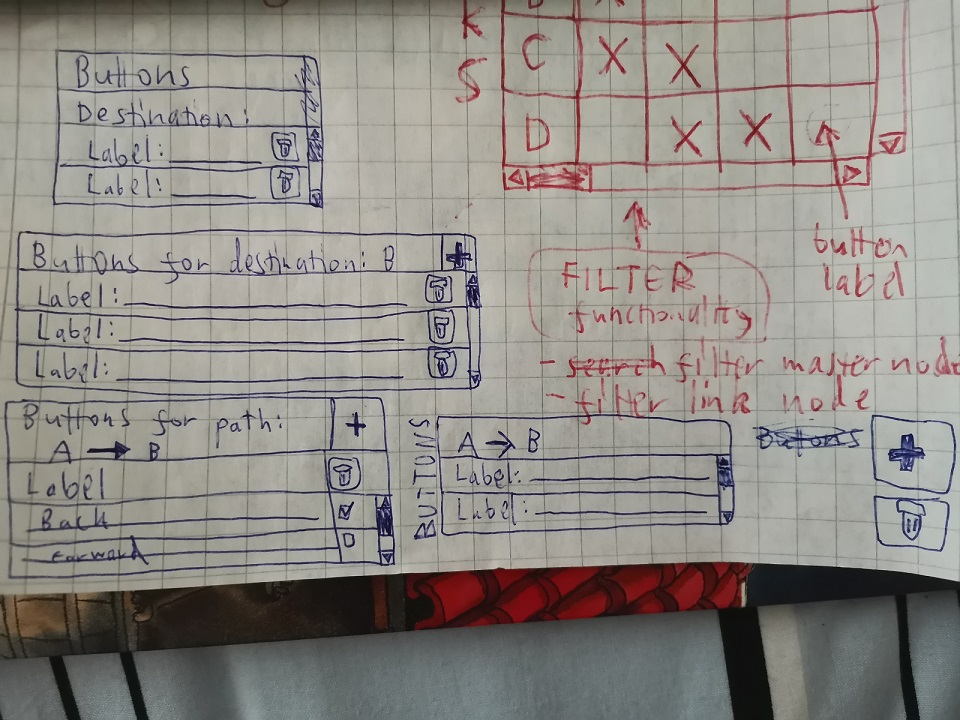 K
S
C X X
D X X
button
label
FILTER
functionality
- search filter master node
- filter link node
Buttons
Destination:
Label:
Label:
Buttons for destination: B +
Label:
Label:
Label:
Buttons for path: +
A → B
Label
Back
Forward
BUTTONS
A → B
Label:
Label:
Buttons
+